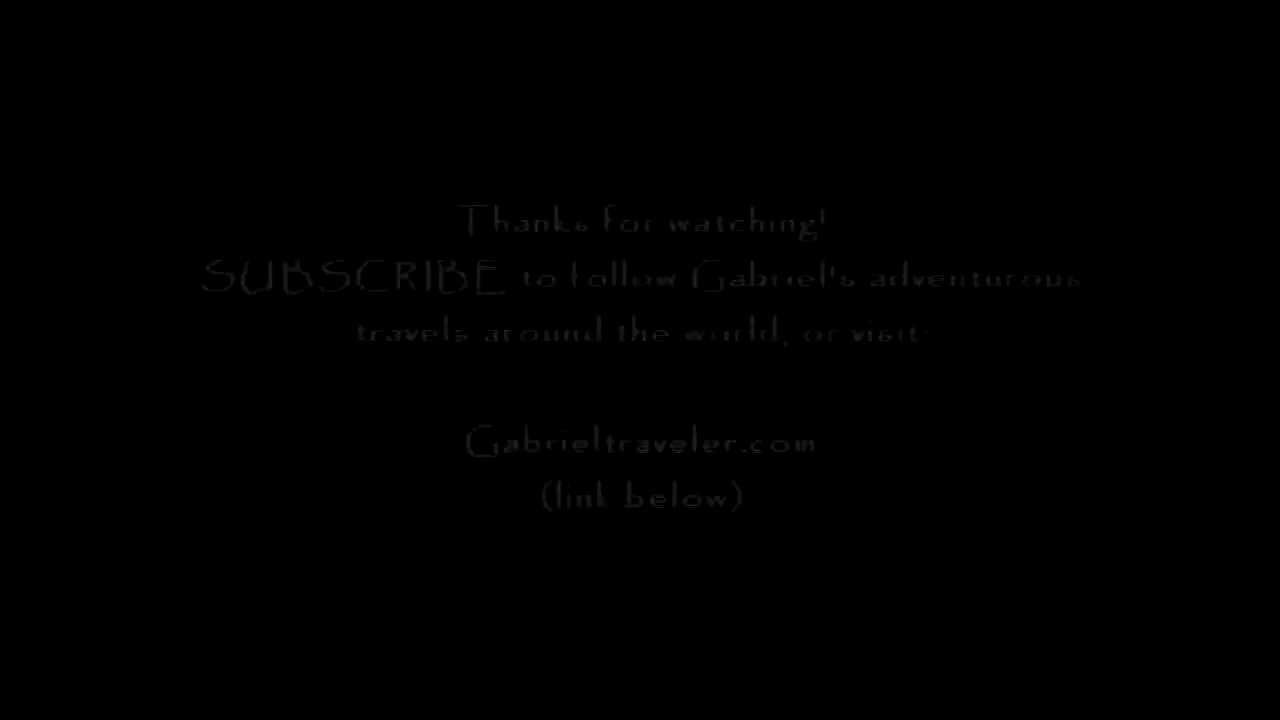 Thanks for watching!
SUBSCRIBE to follow Gabriel's adventurous
travels around the world, or visit:
Gabrieltraveler.com
(link below)